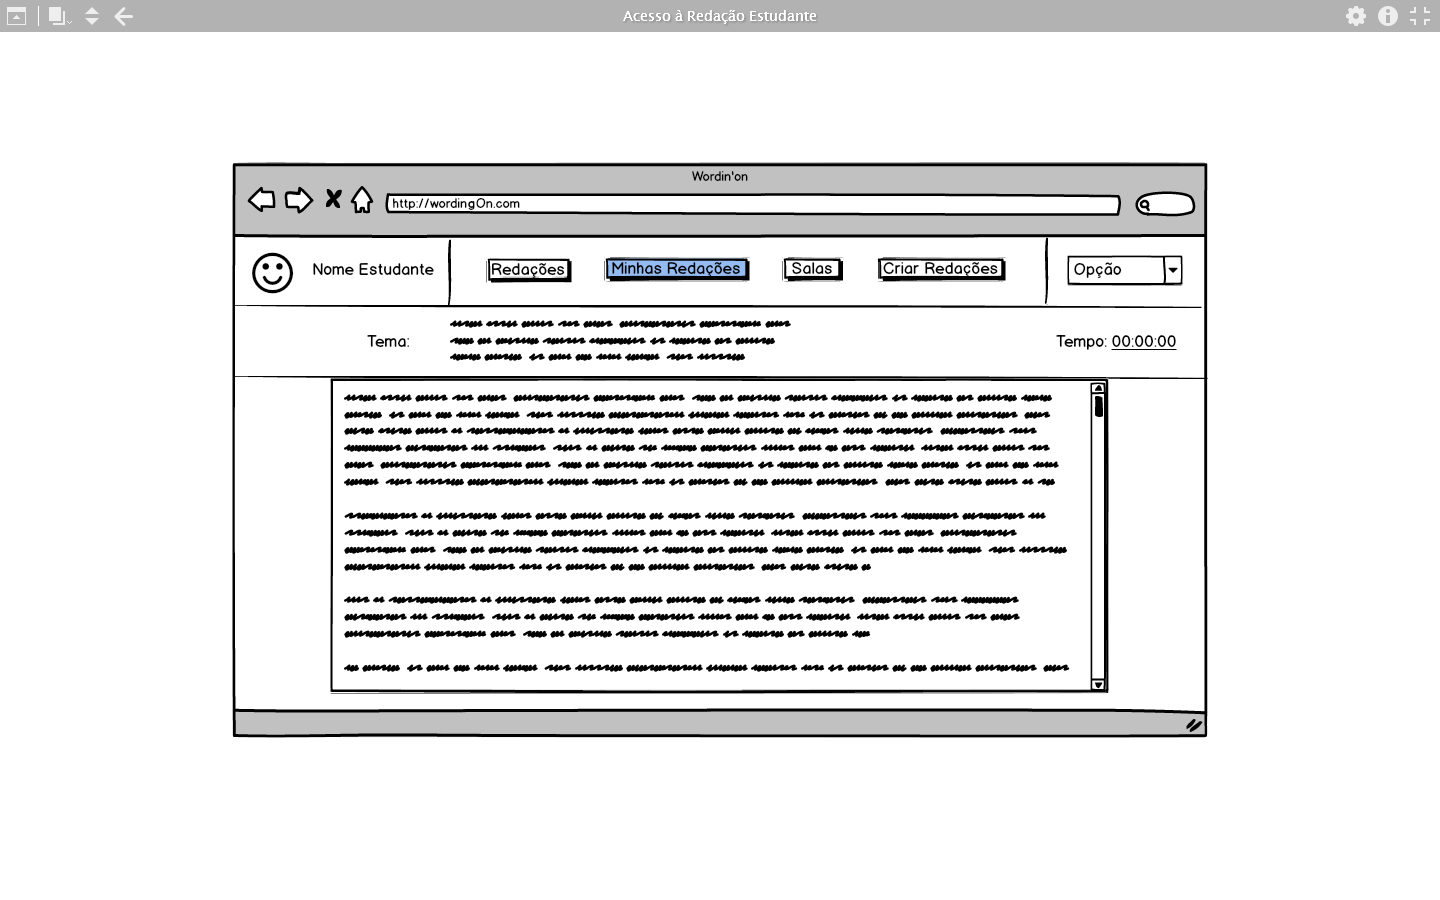 Acesso à Redação Estudante
Wordin'on
http://wordingOn.com
Nome Estudante
Redações
Minhas Redações
Salas
Criar Redações
Opção
Tema:
Tempo: 00:00:00